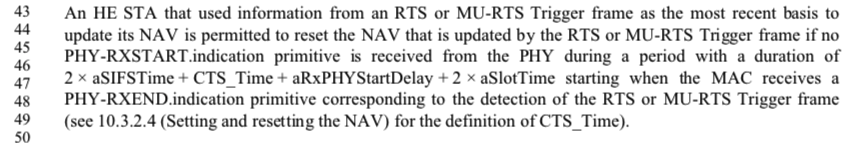 43 An HE STA that used information from an RTS or MU-RTS Trigger frame as the most recent basis to
44 update its NAV is permitted to reset the NAV that is updated by the RTS or MU-RTS Trigger frame if no
45
46 PHY-RXSTART.indication primitive is received from the PHY during a period with a duration of
47 2 × aSIFSTime + CTS_Time + aRxPHYStartDelay + 2 × aSlotTime starting when the MAC receives a
48 PHY-RXEND.indication primitive corresponding to the detection of the RTS or MU-RTS Trigger frame
49 (see 10.3.2.4 (Setting and resetting the NAV) for the definition of CTS_Time).
50